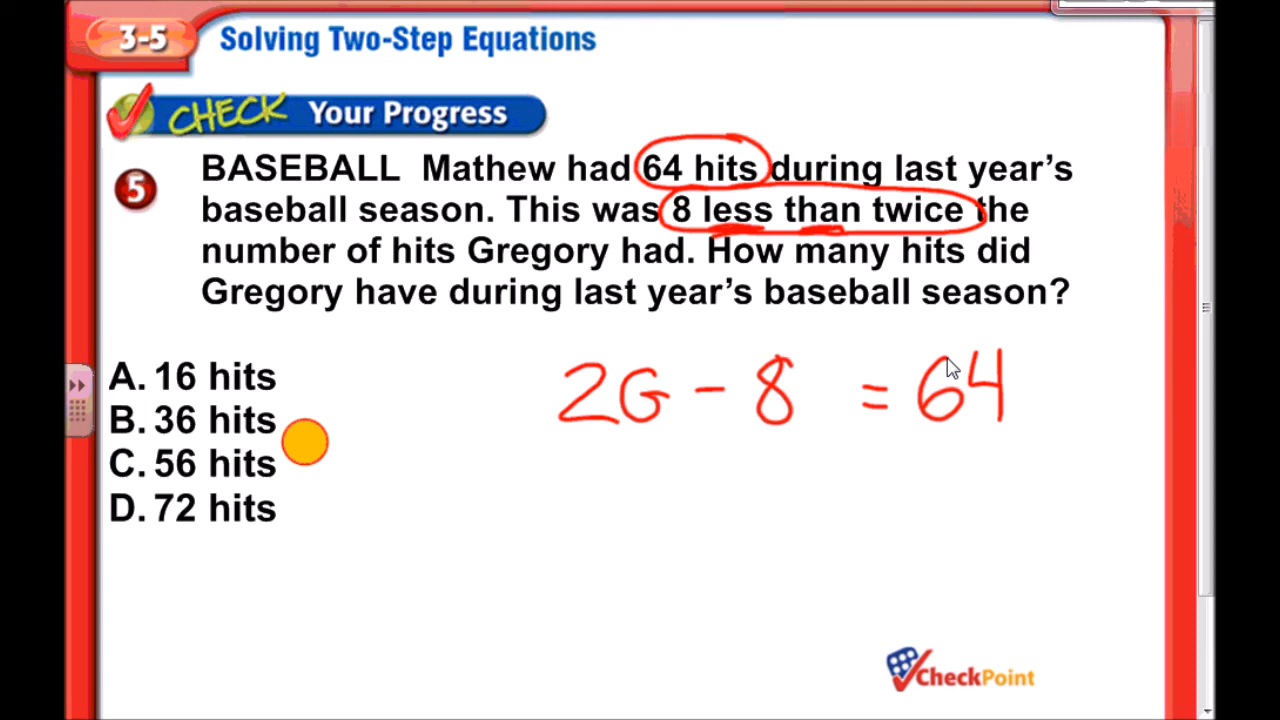 3-5 Solving Two-Step Equations
CHECK Your Progress
5 BASEBALL Mathew had 64 hits during last year's
baseball season. This was 8 less than twice the
number of hits Gregory had. How many hits did
Gregory have during last year's baseball season?
A. 16 hits
B. 36 hits
C. 56 hits
D. 72 hits
2G - 8 = 64
CheckPoint